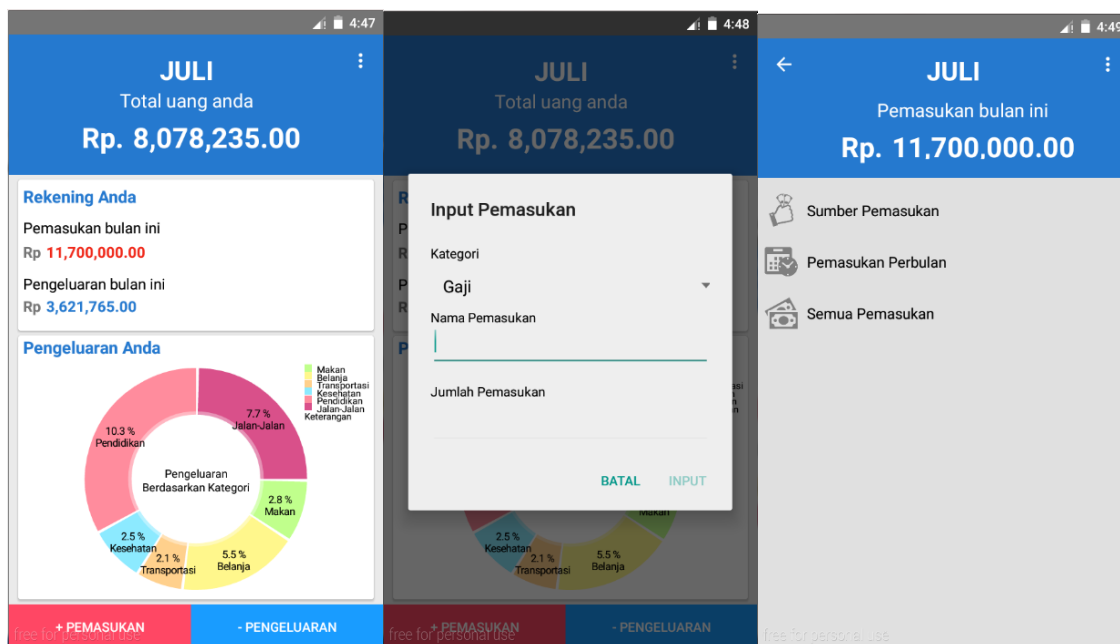 4:47
JULI
Total uang anda
Rp. 8,078,235.00
Rekening Anda
Pemasukan bulan ini
Rp 11,700,000.00
Pengeluaran bulan ini
Rp 3,621,765.00
Pengeluaran Anda
Makan
Belanja
Transportasi
Kesehatan
Pendidikan
Jalan-Jalan
Keterangan
7.7 %
Jalan-Jalan
10.3 %
Pendidikan
Pengeluaran
Berdasarkan Kategori
2.8 %
Makan
2.5 %
Kesehatan
2.1 %
Transportasi
5.5 %
Belanja
+ PEMASUKAN
- PENGELUARAN
free for personal use
4:48
JULI
Total uang anda
Rp. 8,078,235.00
R
P
R
P
R
P
Input Pemasukan
Kategori
Gaji
Nama Pemasukan
Jumlah Pemasukan
BATAL
INPUT
asi
n
n
n
Makan
2.5 %
Kesehatan
2.1 %
Transportasi
5.5 %
Belanja
+ PEMASUKAN
- PENGELUARAN
free for personal use
4:49
JULI
Pemasukan bulan ini
Rp. 11,700,000.00
Sumber Pemasukan
Pemasukan Perbulan
Semua Pemasukan
free for personal use